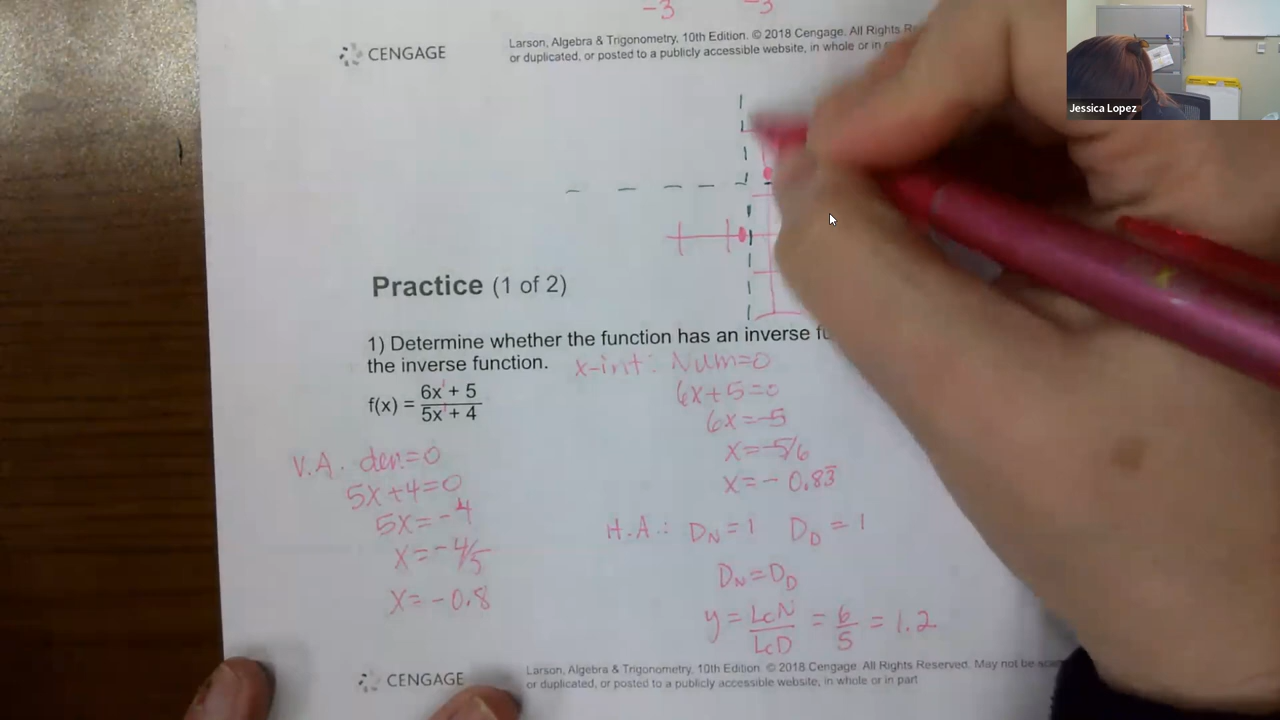 -3 -3
CENGAGE
Larson, Algebra & Trigonometry, 10th Edition. © 2018 Cengage. All Rights
or duplicated, or posted to a publicly accessible website, in whole or in
Jessica Lopez
Practice (1 of 2)
1) Determine whether the function has an inverse
the inverse function.
x-int: Num=0
f(x) = 6x + 5
5x + 4
6x+5=0
6x=-5
x=-5/6
x=-0.83̅
V.A. den=0
5x+4=0
5x=-4
x=-4/5
x=-0.8
H.A.: DN=1 DD=1
DN=DD
y= LCN/LCD = 6/5 = 1.2
CENGAGE
Larson, Algebra & Trigonometry, 10th Edition. © 2018 Cengage. All Rights Reserved. May not be
or duplicated, or posted to a publicly accessible website, in whole or in part